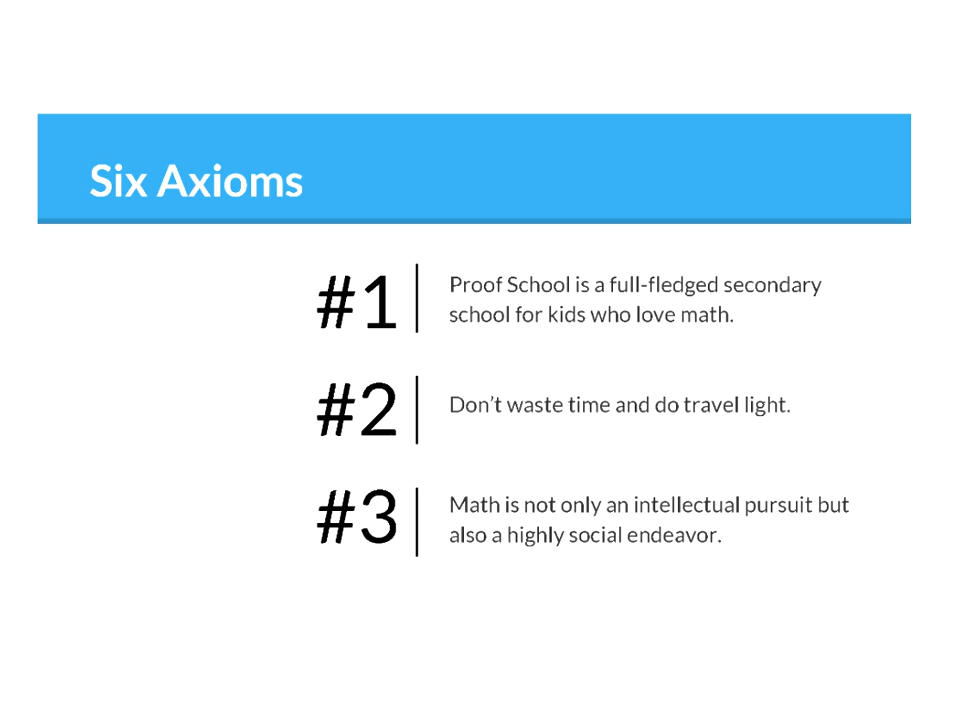 Six Axioms
#1
Proof School is a full-fledged secondary
school for kids who love math.
#2
Don’t waste time and do travel light.
#3
Math is not only an intellectual pursuit but
also a highly social endeavor.